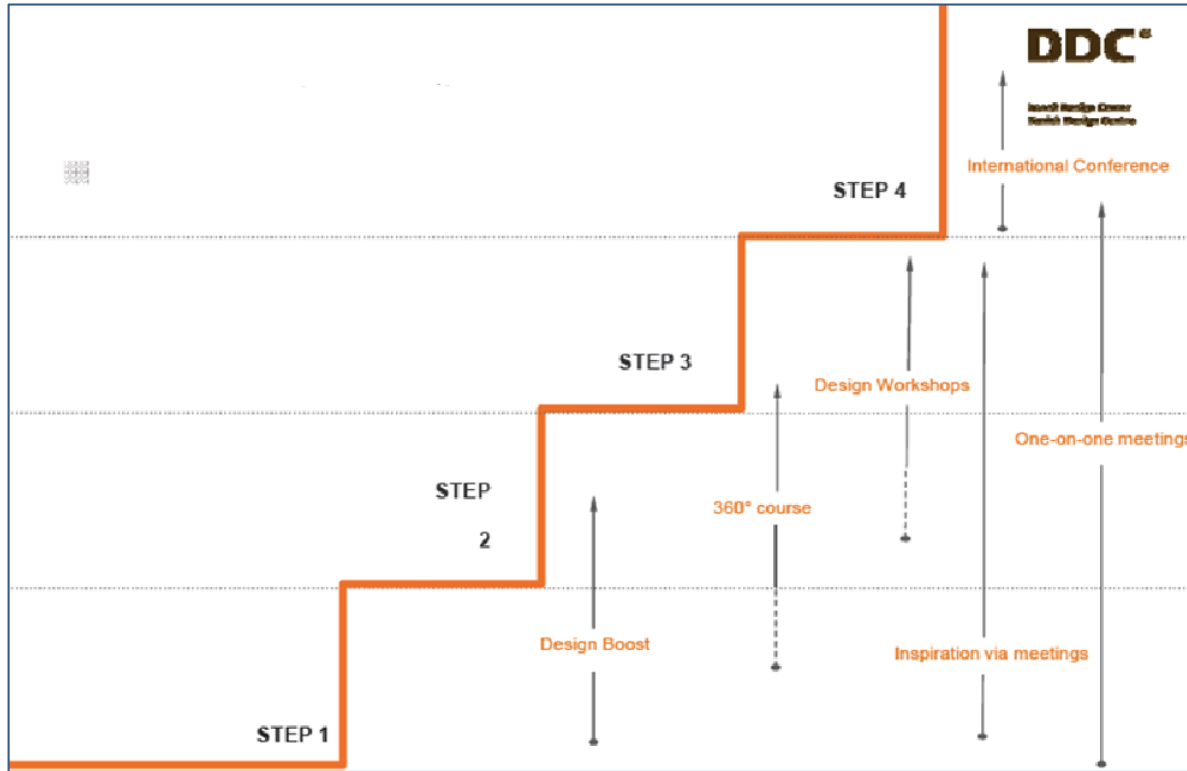 DDC®
International Conference
STEP 4
STEP 3
Design Workshops
One-on-one meetings
STEP
2
360° course
Design Boost
Inspiration via meetings
STEP 1